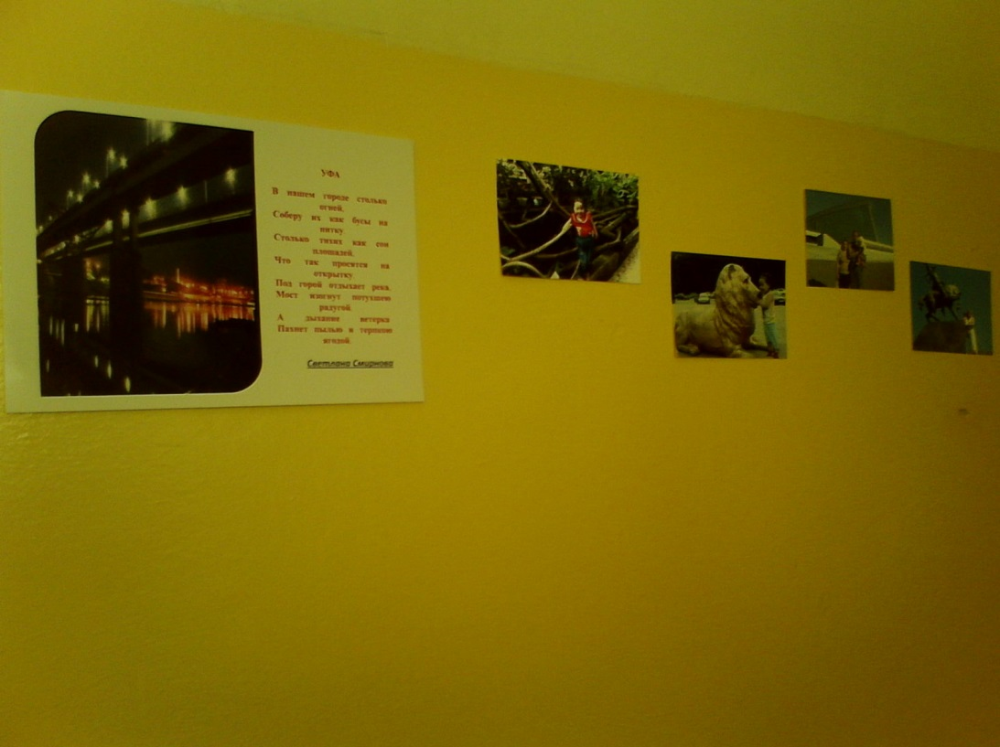 УФА
В нашем городе столько
огней,
Соберу их как бусы на
нитку
Столько тихих как сон
площадей,
Что так просятся на
открытку
Под горой отдыхает река,
Мост изогнут потухшею
радугой.
А дыхание ветерка
Пахнет пылью и терпкою
ягодой.
Светлана Смирнова